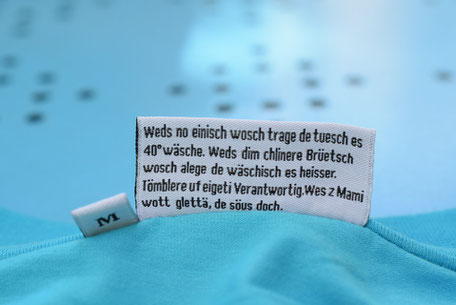 Weds no einisch wosch trage de tuesch es
40° wäsche. Weds dim chlinere Brüetsch
wosch alege de wäschisch es heisser.
Tömblere uf eigeti Verantwortig. Wes z Mami
wott glettä, de söus doch.
M